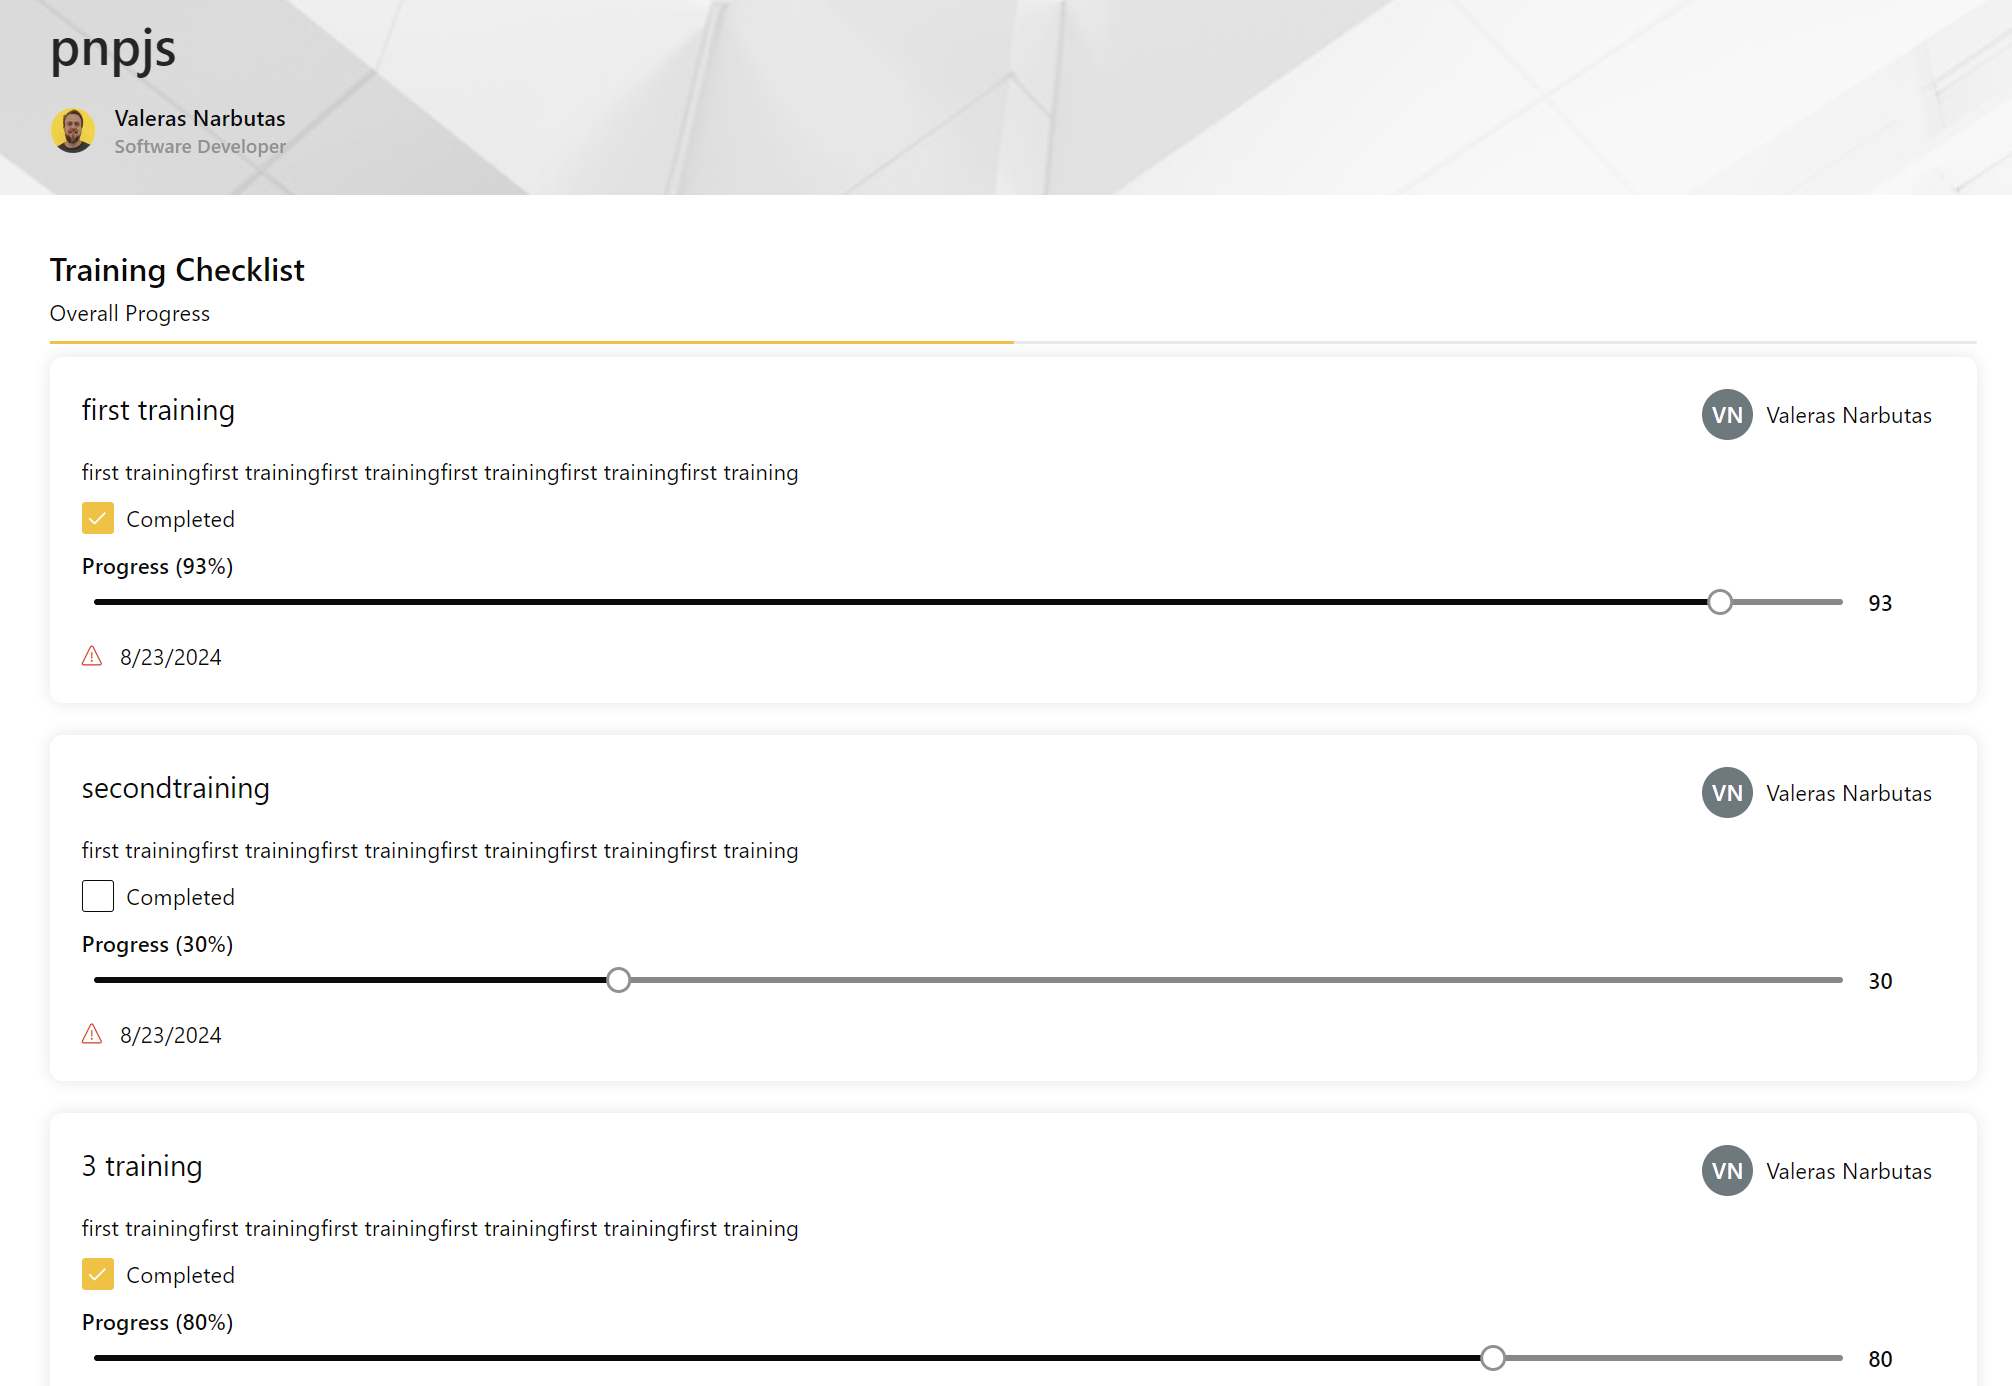 pnpjs
Valeras Narbutas
Software Developer
Training Checklist
Overall Progress
first training
VN Valeras Narbutas
first trainingfirst trainingfirst trainingfirst trainingfirst trainingfirst training
Completed
Progress (93%)
93
8/23/2024
secondtraining
VN Valeras Narbutas
first trainingfirst trainingfirst trainingfirst trainingfirst trainingfirst training
Completed
Progress (30%)
30
8/23/2024
3 training
VN Valeras Narbutas
first trainingfirst trainingfirst trainingfirst trainingfirst trainingfirst training
Completed
Progress (80%)
80